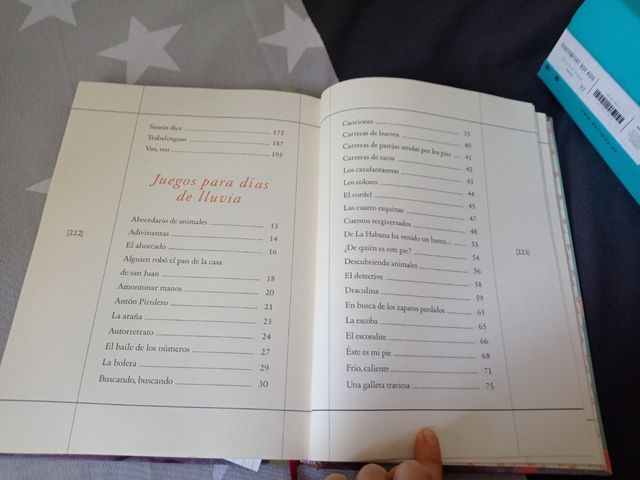 Simón dice 175
Trabalenguas 187
Veo, veo 195
Juegos para días
de lluvia
Abecedario de animales 13
Adivinanzas 14
El ahorcado 16
Alguien robó el pan de la casa
de san Juan 18
Amontonar manos 20
Antón Pirulero 21
La araña 23
Autorretrato 24
El baile de los números 27
La bolera 29
Buscando, buscando 30
[222]
Canciones 35
Carreras de huevos 40
Carreras de parejas unidas por los pies 41
Carreras de sacos 42
Los cazafantasmas 43
Los colores 44
El cordel 45
Las cuatro esquinas 47
Cuentos tergiversados 48
De La Habana ha venido un barco... 53
¿De quién es este pie? 54
Descubriendo animales 56
El detective 58
Draculina 59
En busca de los zapatos perdidos 63
La escoba 65
El escondite 66
Éste es mi pie 68
Frío, caliente 71
Una galleta traviesa 75
[223]